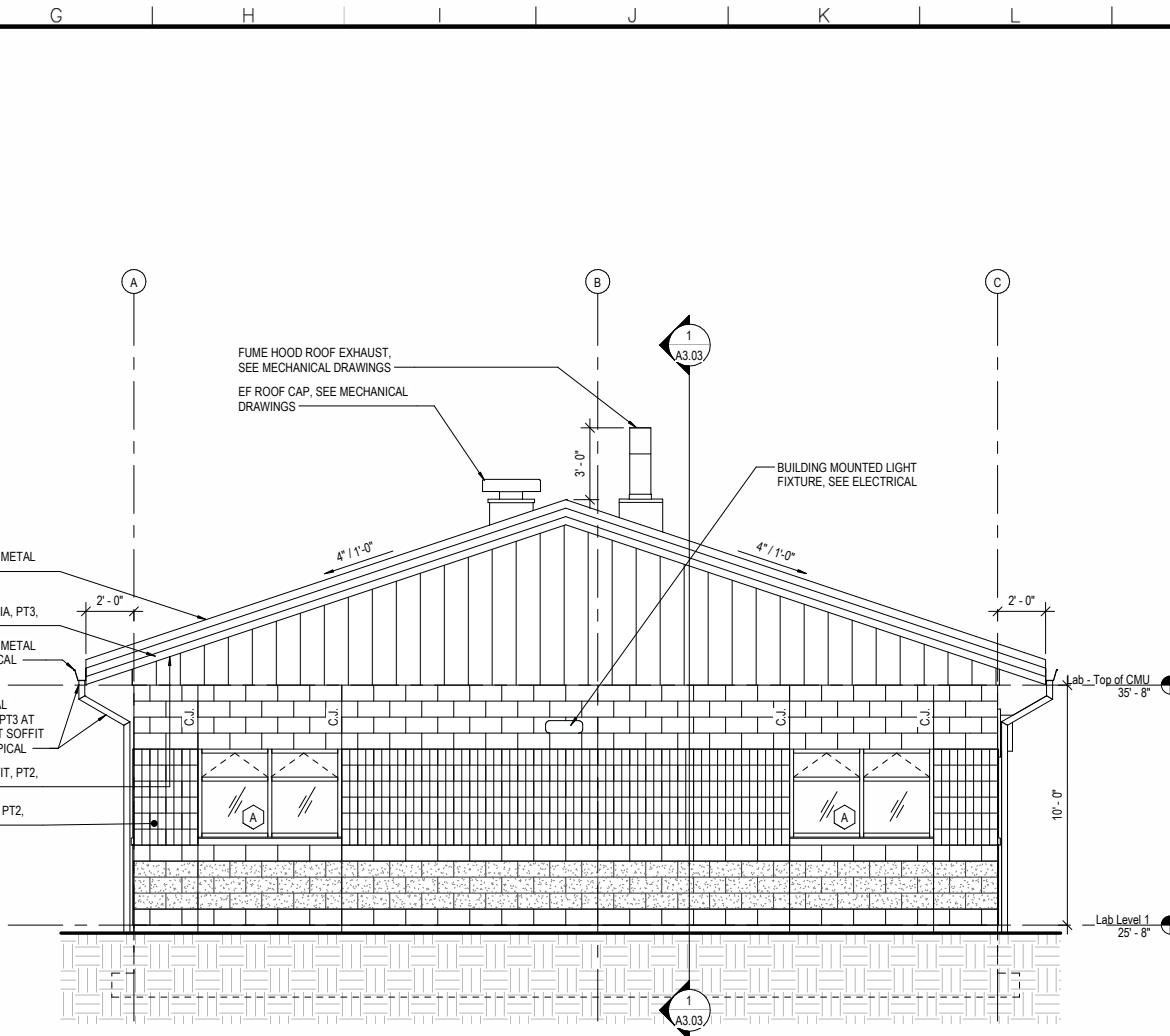 G H I J K L
A B C
1
A3.03
FUME HOOD ROOF EXHAUST,
SEE MECHANICAL DRAWINGS
EF ROOF CAP, SEE MECHANICAL
DRAWINGS
3' - 0"
BUILDING MOUNTED LIGHT
FIXTURE, SEE ELECTRICAL
4" / 1'-0"
4" / 1'-0"
METAL
2' - 0"
2' - 0"
IA, PT3,
METAL
CAL
Lab - Top of CMU
35' - 8"
AL
PT3 AT
T SOFFIT
PICAL
C.J.
C.J.
C.J.
C.J.
IT, PT2,
PT2,
A
A
10' - 0"
Lab Level 1
25' - 8"
1
A3.03